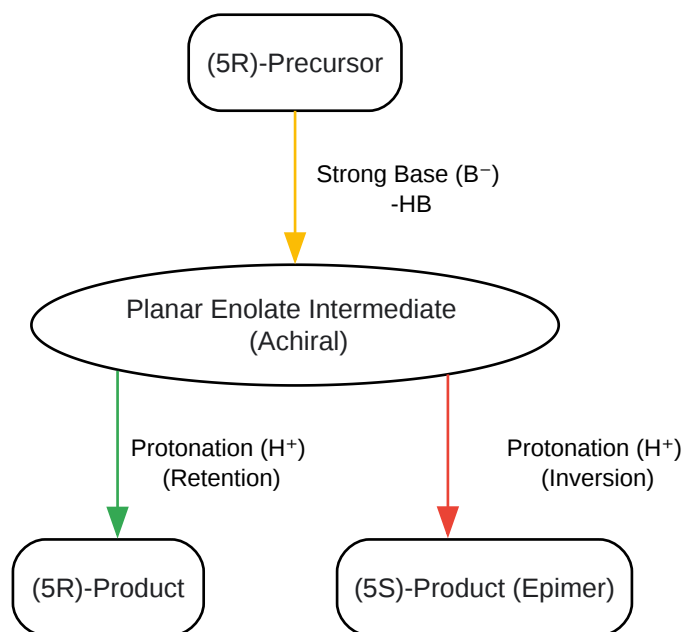 (5R)-Precursor
Strong Base (B⁻)
-HB
Planar Enolate Intermediate
(Achiral)
Protonation (H⁺)
(Retention)
Protonation (H⁺)
(Inversion)
(5R)-Product
(5S)-Product (Epimer)